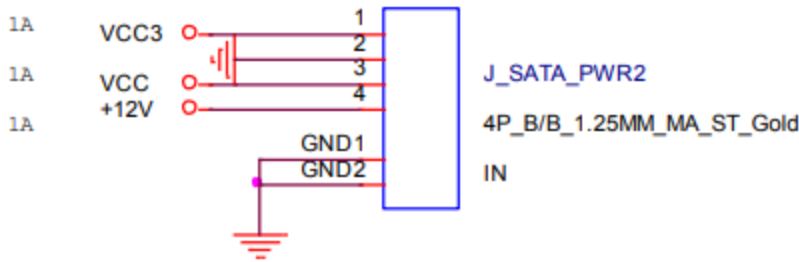 1A VCC3 1
2
1A VCC 3
+12V 4
1A
J_SATA_PWR2
4P_B/B_1.25MM_MA_ST_Gold
GND1
GND2
IN